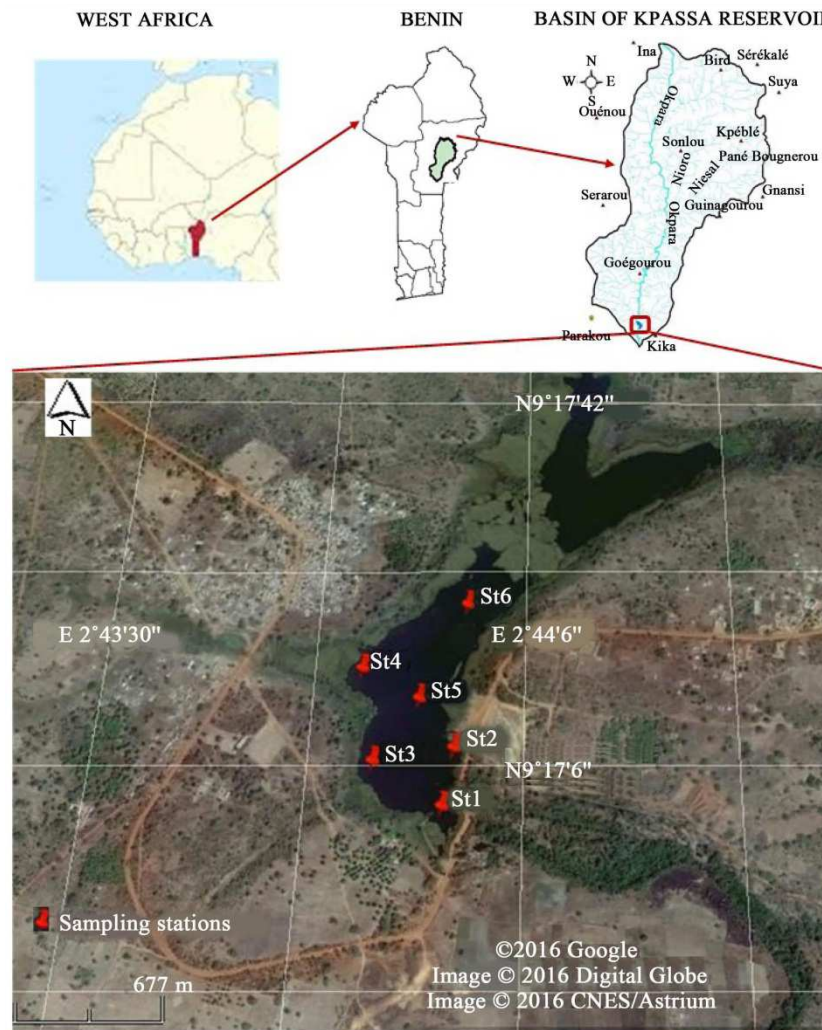 WEST AFRICA
BENIN
BASIN OF KPASSA RESERVOI
Ina
Bird
Sérékalé
N
W E
S
Suya
Ouénou
Okpara
Kpéblé
Sonlou
Pané Bougnerou
Nioro
Niesal
Gnansi
Serarou
Guinagourou
Okpara
Goégourou
Parakou
Kika
N
N9°17'42"
St6
E 2°43'30"
E 2°44'6"
St4
St5
St2
St3
N9°17'6"
St1
Sampling stations
©2016 Google
677 m
Image © 2016 Digital Globe
Image © 2016 CNES/Astrium